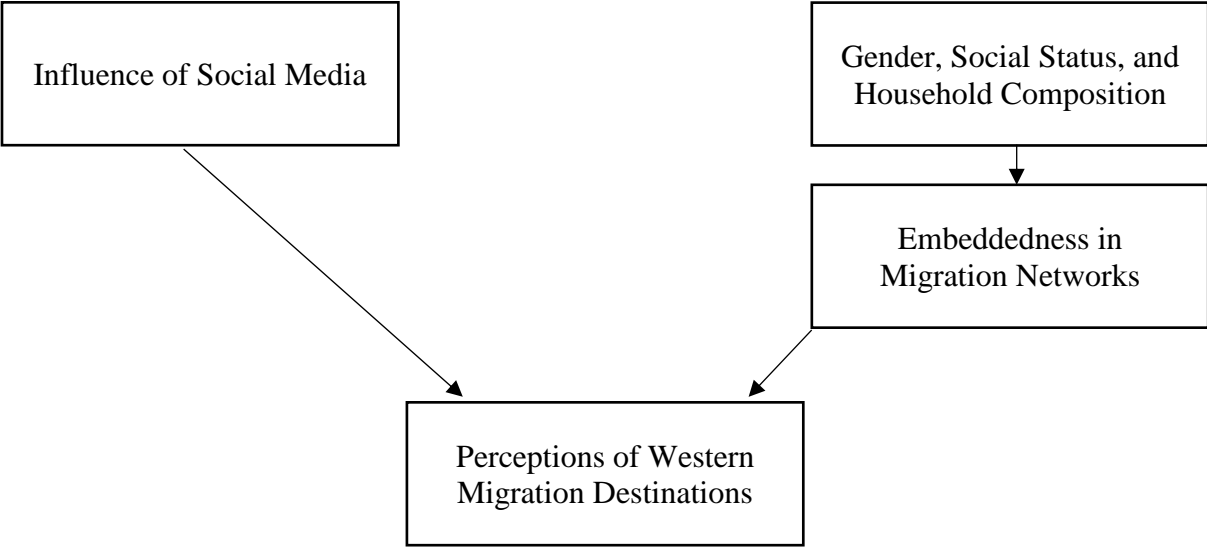 Influence of Social Media
Gender, Social Status, and
Household Composition
Embeddedness in
Migration Networks
Perceptions of Western
Migration Destinations